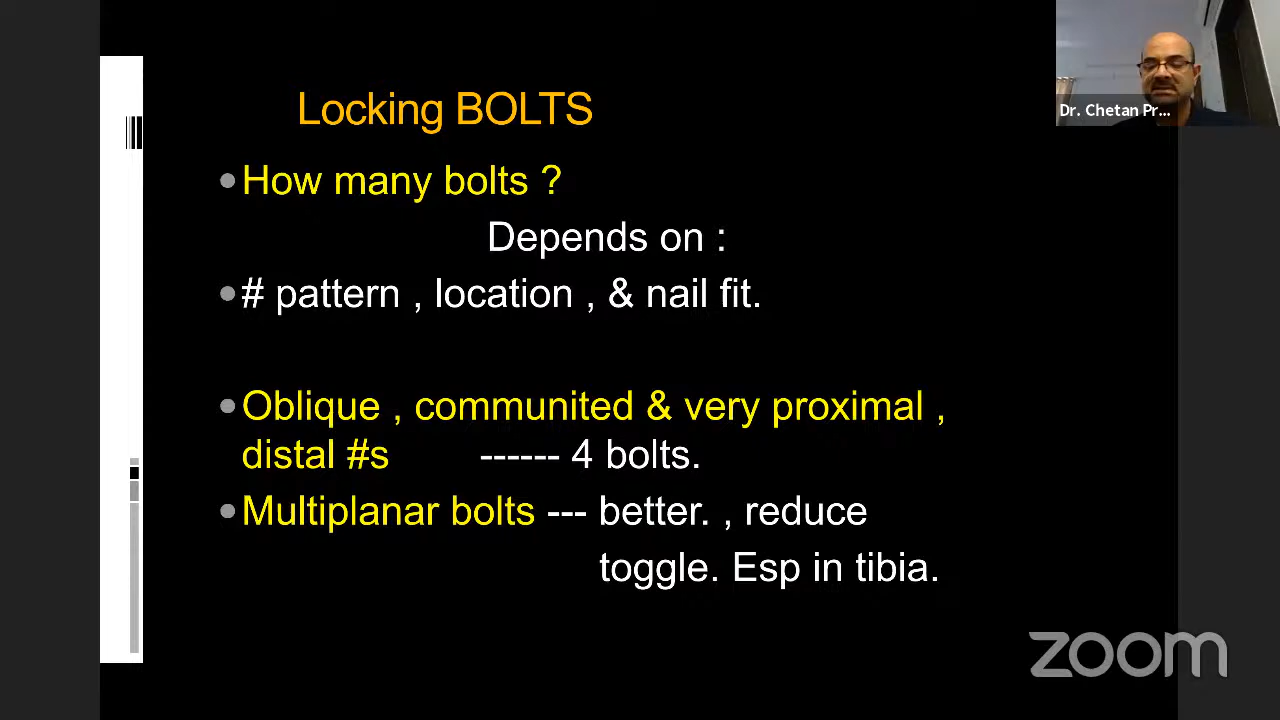 Locking BOLTS
How many bolts ?
Depends on :
# pattern , location , & nail fit.
Oblique , communited & very proximal ,
distal #s ------ 4 bolts.
Multiplanar bolts --- better. , reduce
toggle. Esp in tibia.
Dr. Chetan Pr...
zoom